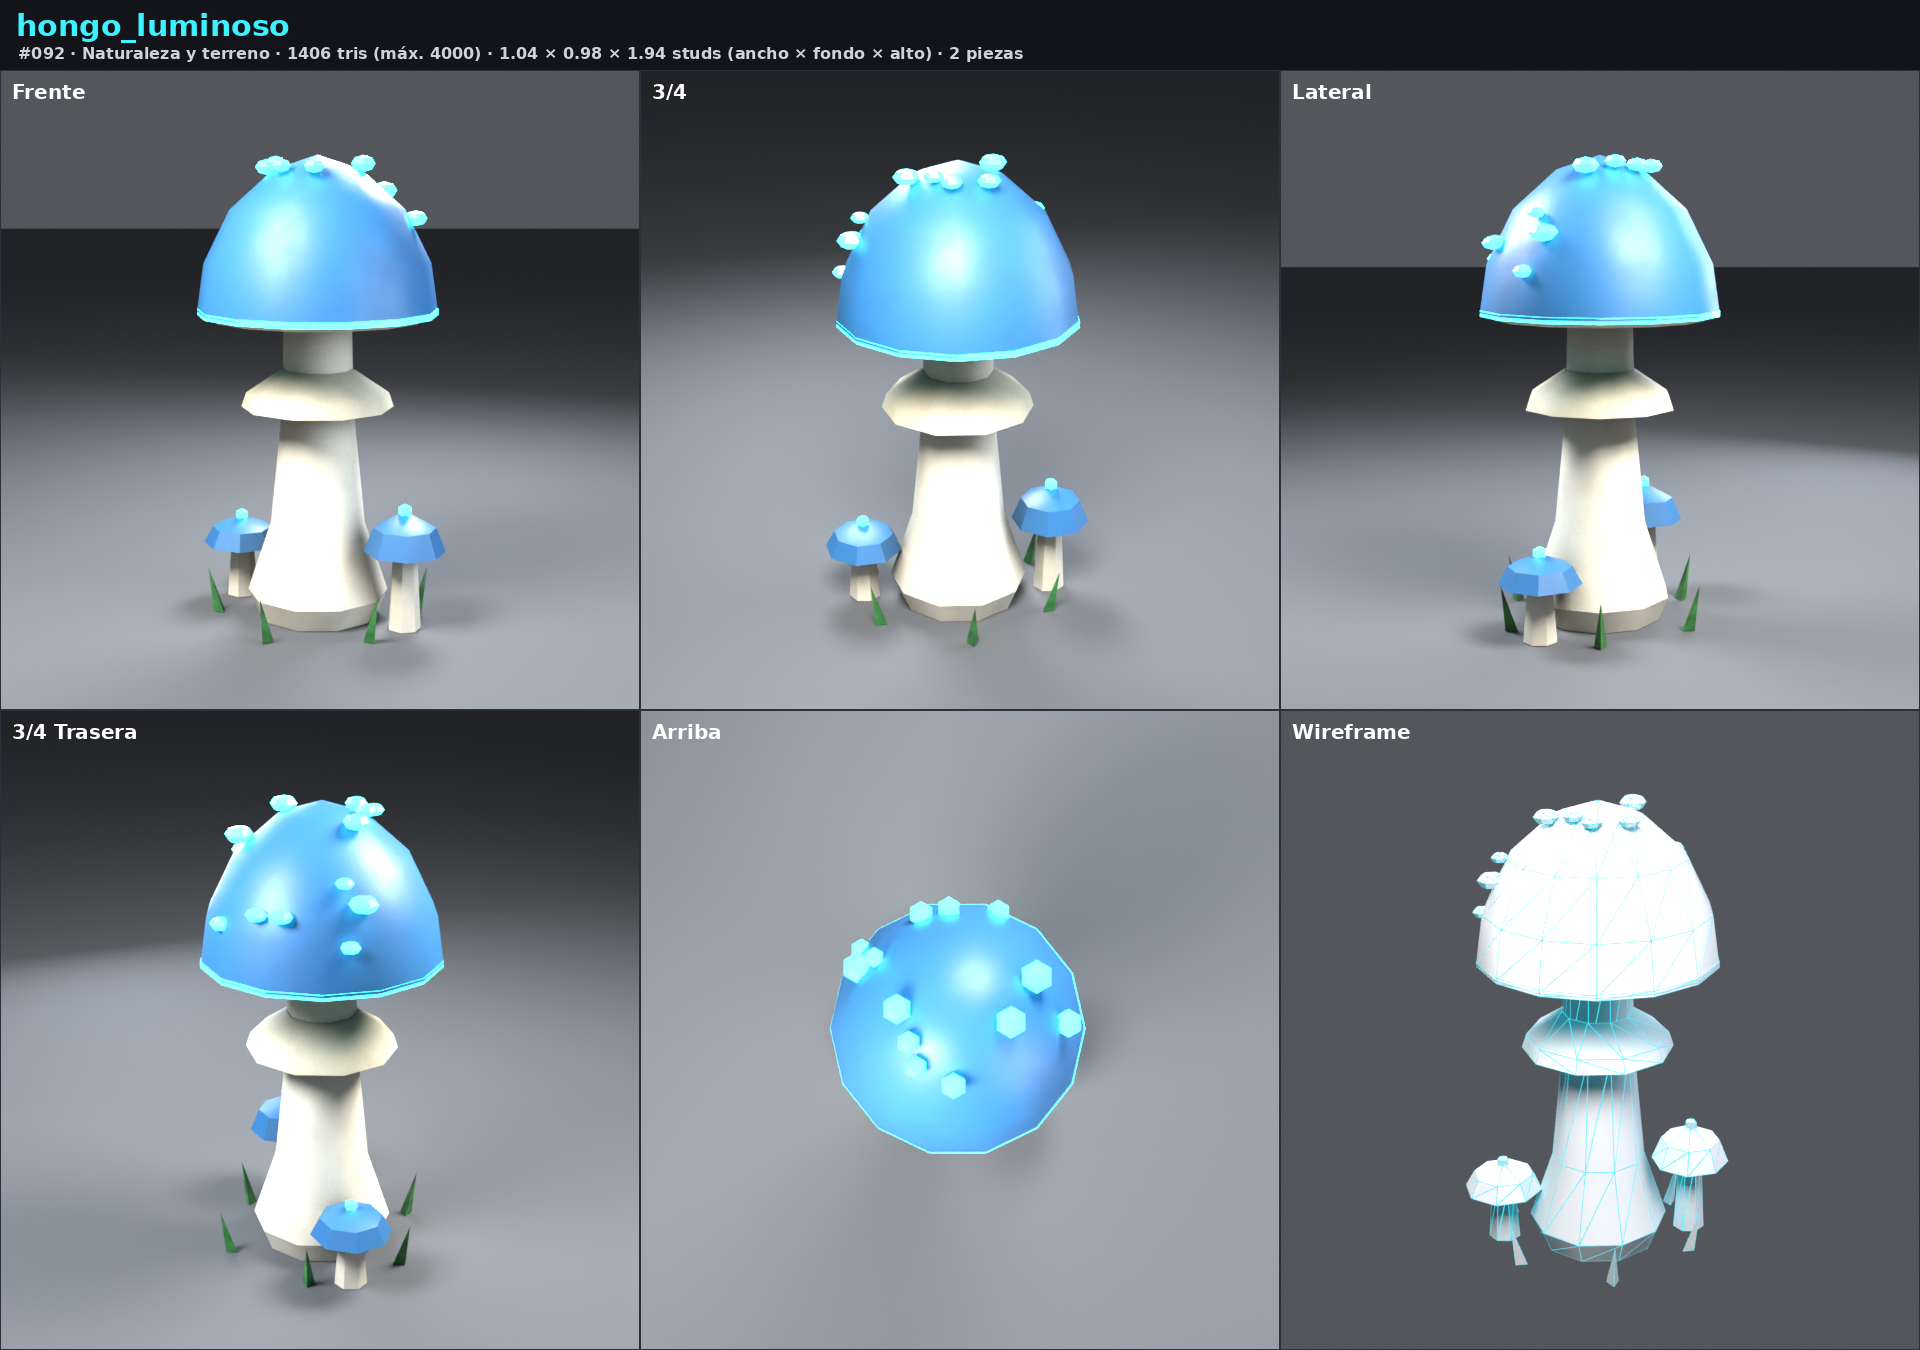 hongo_luminoso
#092 · Naturaleza y terreno · 1406 tris (máx. 4000) · 1.04 × 0.98 × 1.94 studs (ancho × fondo × alto) · 2 piezas
Frente
3/4
Lateral
3/4 Trasera
Arriba
Wireframe